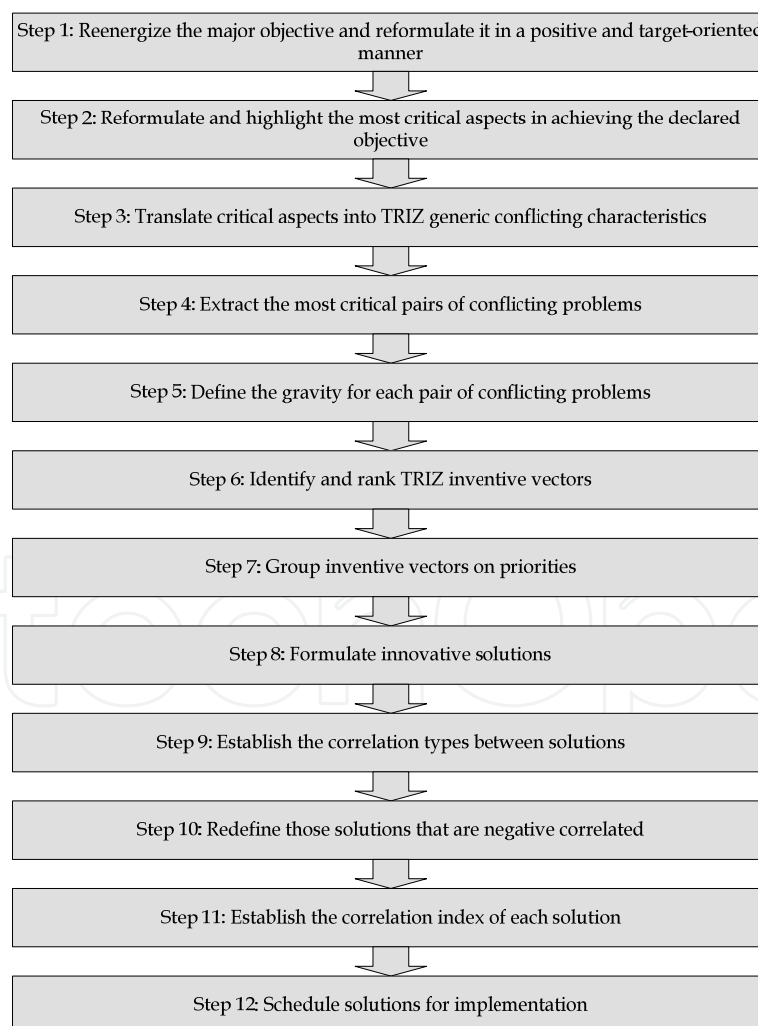 Step 1: Reenergize the major objective and reformulate it in a positive and target-oriented
manner
Step 2: Reformulate and highlight the most critical aspects in achieving the declared
objective
Step 3: Translate critical aspects into TRIZ generic conflicting characteristics
Step 4: Extract the most critical pairs of conflicting problems
Step 5: Define the gravity for each pair of conflicting problems
Step 6: Identify and rank TRIZ inventive vectors
Step 7: Group inventive vectors on priorities
Step 8: Formulate innovative solutions
Step 9: Establish the correlation types between solutions
Step 10: Redefine those solutions that are negative correlated
Step 11: Establish the correlation index of each solution
Step 12: Schedule solutions for implementation